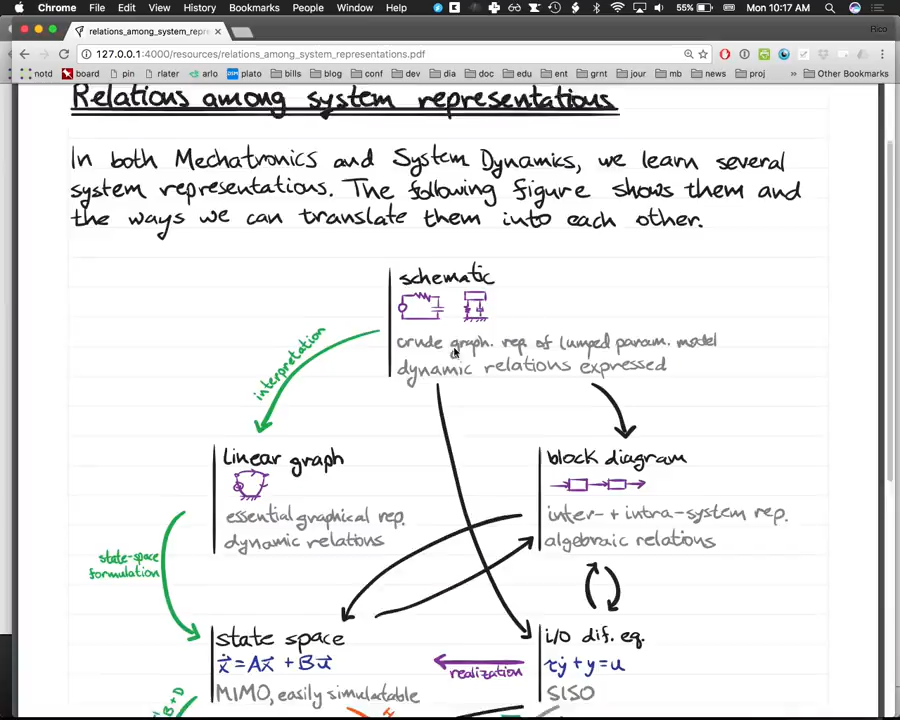 Chrome File Edit View History Bookmarks People Window Help 55% Mon 10:17 AM
relations_among_system_repre Rico
127.0.0.1:4000/resources/relations_among_system_representations.pdf
notd board pin rlater arlo plato bills blog conf dev dia doc edu ent grnt jour mb news proj » Other Bookmarks
Relations among system representations
In both Mechatronics and System Dynamics, we learn several
system representations. The following figure shows them and
the ways we can translate them into each other.
schematic
crude graph. rep. of lumped param. model
dynamic relations expressed
interpretation
linear graph
essential graphical rep.
dynamic relations
block diagram
inter- + intra-system rep.
algebraic relations
state-space
formulation
state space
ẋ = Ax + Bu
MIMO, easily simulatable
realization
i/o dif. eq.
τẏ + y = u
SISO